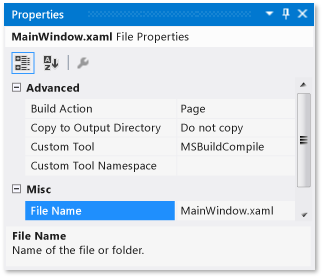 Properties
MainWindow.xaml File Properties
Advanced
Build Action Page
Copy to Output Directory Do not copy
Custom Tool MSBuildCompile
Custom Tool Namespace
Misc
File Name MainWindow.xaml
File Name
Name of the file or folder.